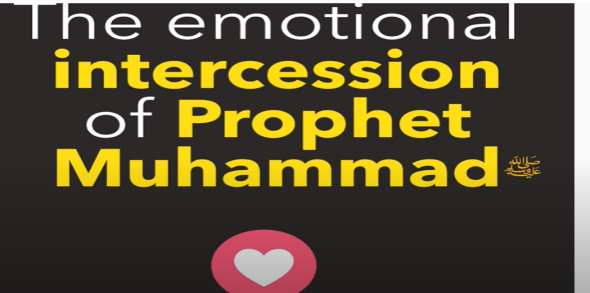 The emotional
intercession
of Prophet
Muhammad ﷺ